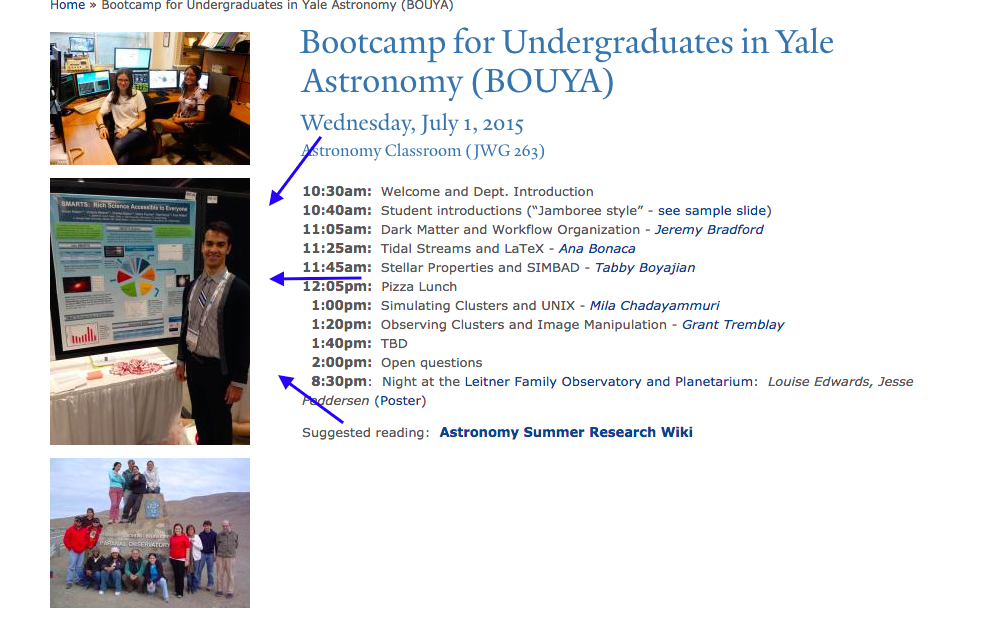 Home » Bootcamp for Undergraduates in Yale Astronomy (BOUYA)
Bootcamp for Undergraduates in Yale
Astronomy (BOUYA)
Wednesday, July 1, 2015
Astronomy Classroom (JWG 263)
10:30am: Welcome and Dept. Introduction
10:40am: Student introductions (“Jamboree style” - see sample slide)
11:05am: Dark Matter and Workflow Organization - Jeremy Bradford
11:25am: Tidal Streams and LaTeX - Ana Bonaca
11:45am: Stellar Properties and SIMBAD - Tabby Boyajian
12:05pm: Pizza Lunch
1:00pm: Simulating Clusters and UNIX - Mila Chadayammuri
1:20pm: Observing Clusters and Image Manipulation - Grant Tremblay
1:40pm: TBD
2:00pm: Open questions
8:30pm: Night at the Leitner Family Observatory and Planetarium: Louise Edwards, Jesse
Feddersen (Poster)
Suggested reading: Astronomy Summer Research Wiki
SMARTS: Rich Science Accessible to Everyone
PARANAL OBSERVATORY